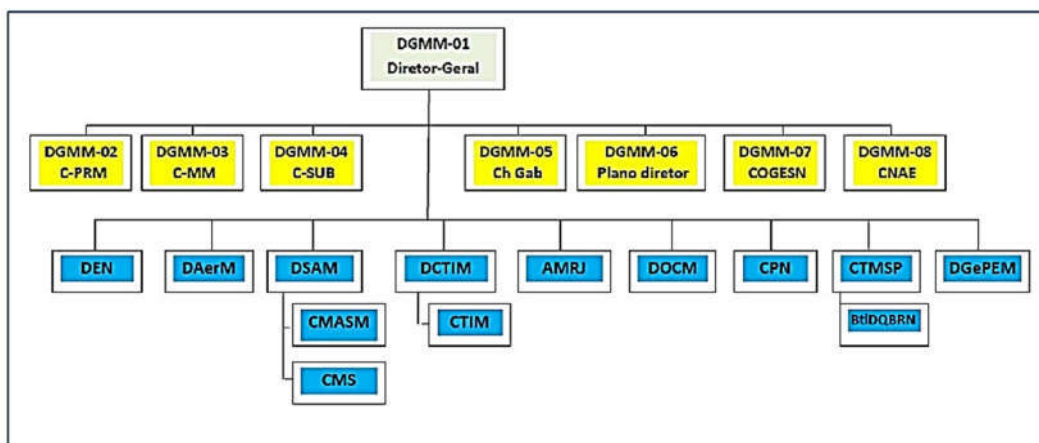 DGMM-01
Diretor-Geral
DGMM-02
C-PRM
DGMM-03
C-MM
DGMM-04
C-SUB
DGMM-05
Ch Gab
DGMM-06
Plano diretor
DGMM-07
COGESN
DGMM-08
CNAE
DEN
DAerM
DSAM
DCTIM
AMRJ
DOCM
CPN
CTMSP
DGePEM
CMASM
CTIM
BtlDQBRN
CMS